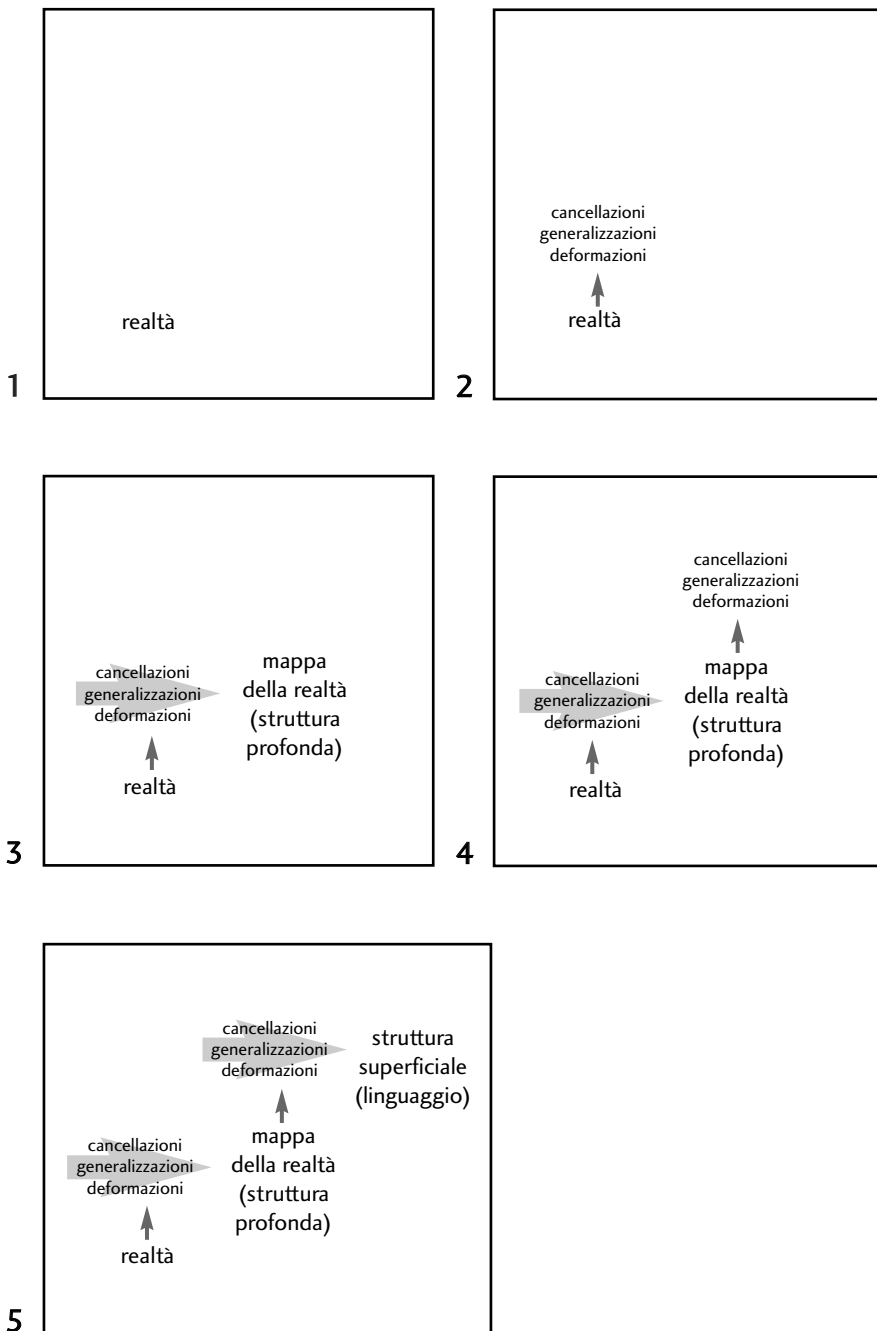 realtà
1
cancellazioni
generalizzazioni
deformazioni
realtà
2
cancellazioni
generalizzazioni
deformazioni
realtà
mappa
della realtà
(struttura
profonda)
3
cancellazioni
generalizzazioni
deformazioni
realtà
mappa
della realtà
(struttura
profonda)
cancellazioni
generalizzazioni
deformazioni
4
cancellazioni
generalizzazioni
deformazioni
realtà
mappa
della realtà
(struttura
profonda)
cancellazioni
generalizzazioni
deformazioni
struttura
superficiale
(linguaggio)
5